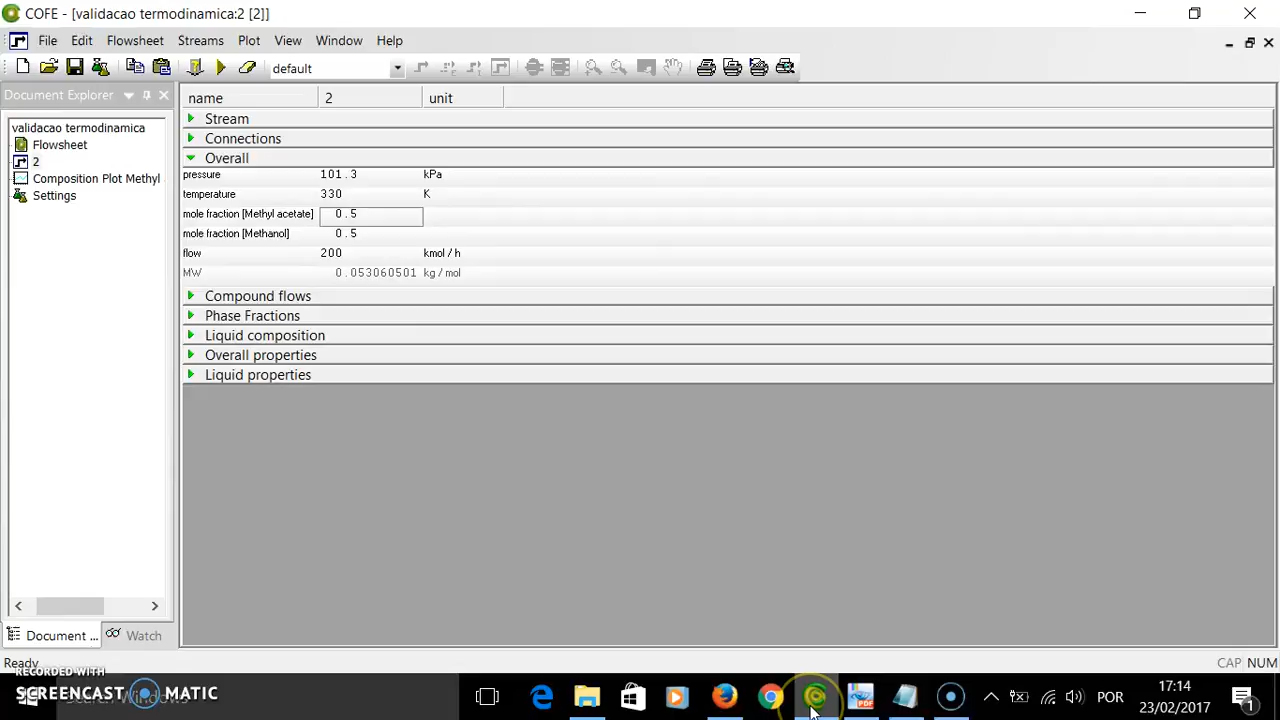 COFE - [validacao termodinamica:2 [2]]
File Edit Flowsheet Streams Plot View Window Help
default
Document Explorer
name 2 unit
validacao termodinamica
Flowsheet
2
Composition Plot Methyl
Settings
Stream
Connections
Overall
pressure 101.3 kPa
temperature 330 K
mole fraction [Methyl acetate] 0.5
mole fraction [Methanol] 0.5
flow 200 kmol / h
MW 0.053060501 kg / mol
Compound flows
Phase Fractions
Liquid composition
Overall properties
Liquid properties
Document ... Watch
Ready CAP NUM
RECORDED WITH
SCREENCAST MATIC
Search Windows
PDF
POR
17:14
23/02/2017
1